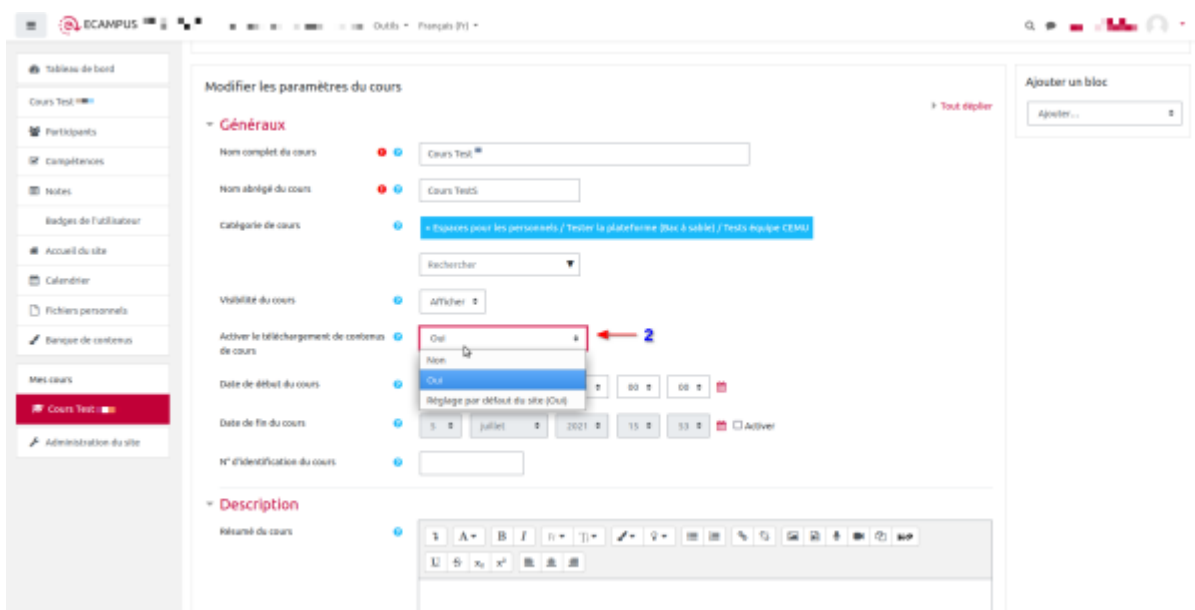 ECAMPUS
Outils
Français (fr)
Tableau de bord
Cours Test
Participants
Compétences
Notes
Badges de l'utilisateur
Accueil du site
Calendrier
Fichiers personnels
Banque de contenus
Mes cours
Cours Test
Administration du site
Modifier les paramètres du cours
Tout déplier
Généraux
Nom complet du cours
Cours Test
Nom abrégé du cours
Cours TestS
Catégorie de cours
× Espaces pour les personnels / Tester la plateforme (Bac à sable) / Tests équipe CEMU
Rechercher ▼
Visibilité du cours
Afficher
Activer le téléchargement de contenus
de cours
Oui
2
Non
Oui
Réglage par défaut du site (Oui)
Date de début du cours
00 00
Date de fin du cours
5 juillet 2021 15 53 Activer
N° d'identification du cours
Description
Résumé du cours
A B I
U S x₂ x²
Ajouter un bloc
Ajouter...